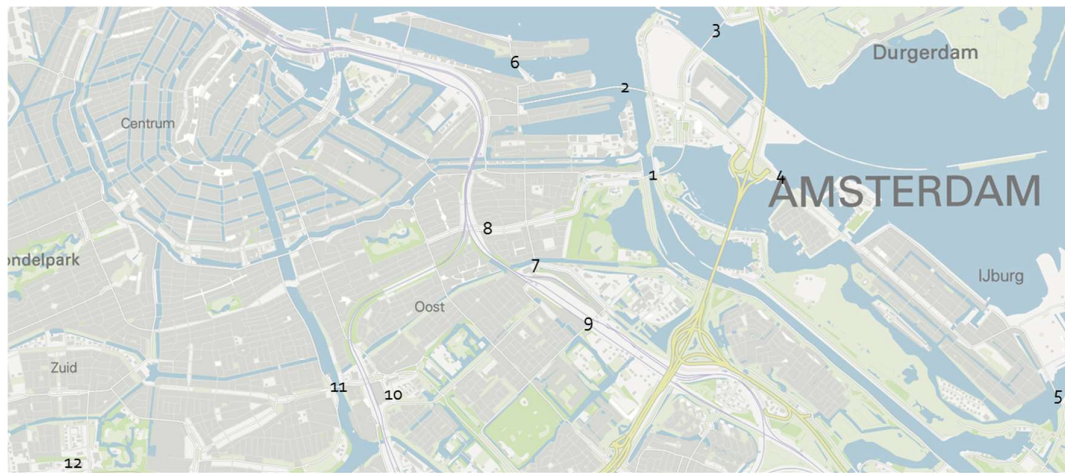 3
Durgerdam
6
2
Centrum
1
4
AMSTERDAM
8
ondelpark
7
IJburg
Oost
9
Zuid
11
10
5
12